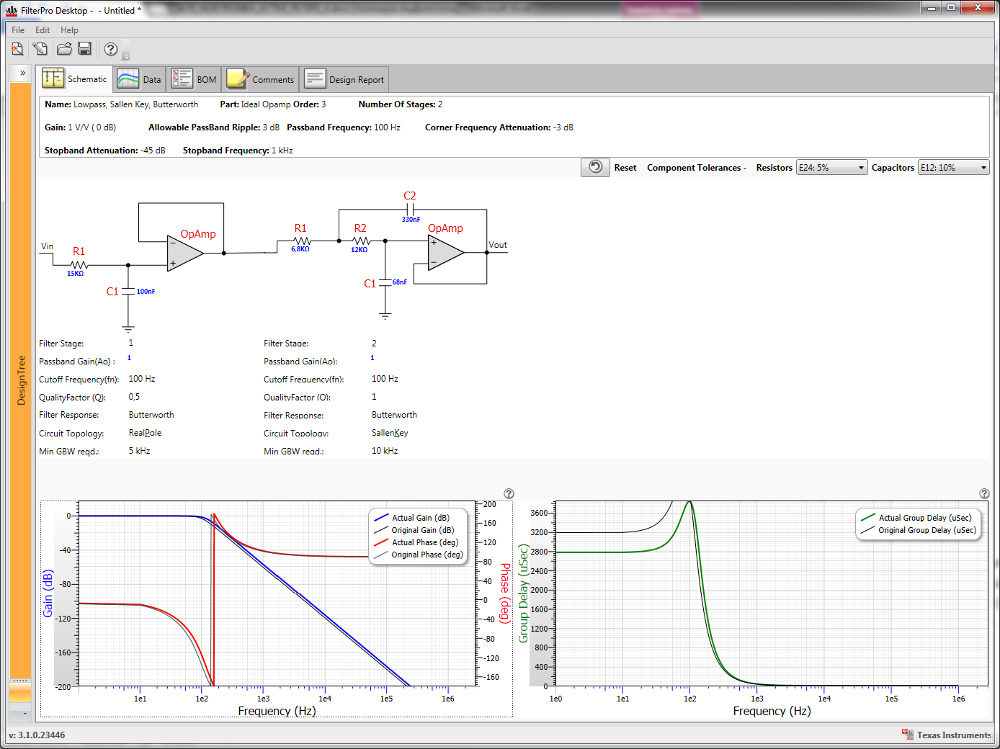 FilterPro Desktop - - Untitled *
File Edit Help
Schematic Data BOM Comments Design Report
Name: Lowpass, Sallen Key, Butterworth Part: Ideal Opamp Order: 3 Number Of Stages: 2
Gain: 1 V/V ( 0 dB) Allowable PassBand Ripple: 3 dB Passband Frequency: 100 Hz Corner Frequency Attenuation: -3 dB
Stopband Attenuation: -45 dB Stopband Frequency: 1 kHz
Reset Component Tolerances - Resistors E24: 5% Capacitors E12: 10%
DesignTree
C2
330nF
OpAmp R1 R2 OpAmp
Vin 6,8KΩ 12KΩ Vout
R1
15KΩ
C1 100nF C1 68nF
Filter Stage: 1 Filter Stage: 2
Passband Gain(Ao) : 1 Passband Gain(Ao): 1
Cutoff Frequency(fn): 100 Hz Cutoff Frequency(fn): 100 Hz
QualityFactor (Q): 0,5 QualityFactor (Q): 1
Filter Response: Butterworth Filter Response: Butterworth
Circuit Topology: RealPole Circuit Topology: SallenKey
Min GBW reqd.: 5 kHz Min GBW reqd.: 10 kHz
Gain (dB)
0
-40
-80
-120
-160
-200
Actual Gain (dB)
Original Gain (dB)
Actual Phase (deg)
Original Phase (deg)
200
160
120
80
40
0
-40
-80
-120
-160
Phase (deg)
1e1 1e2 1e3 1e4 1e5 1e6
Frequency (Hz)
Group Delay (uSec)
3600
3200
2800
2400
2000
1600
1200
800
400
0
Actual Group Delay (uSec)
Original Group Delay (uSec)
1e0 1e1 1e2 1e3 1e4 1e5 1e6
Frequency (Hz)
v: 3.1.0.23446
Texas Instruments